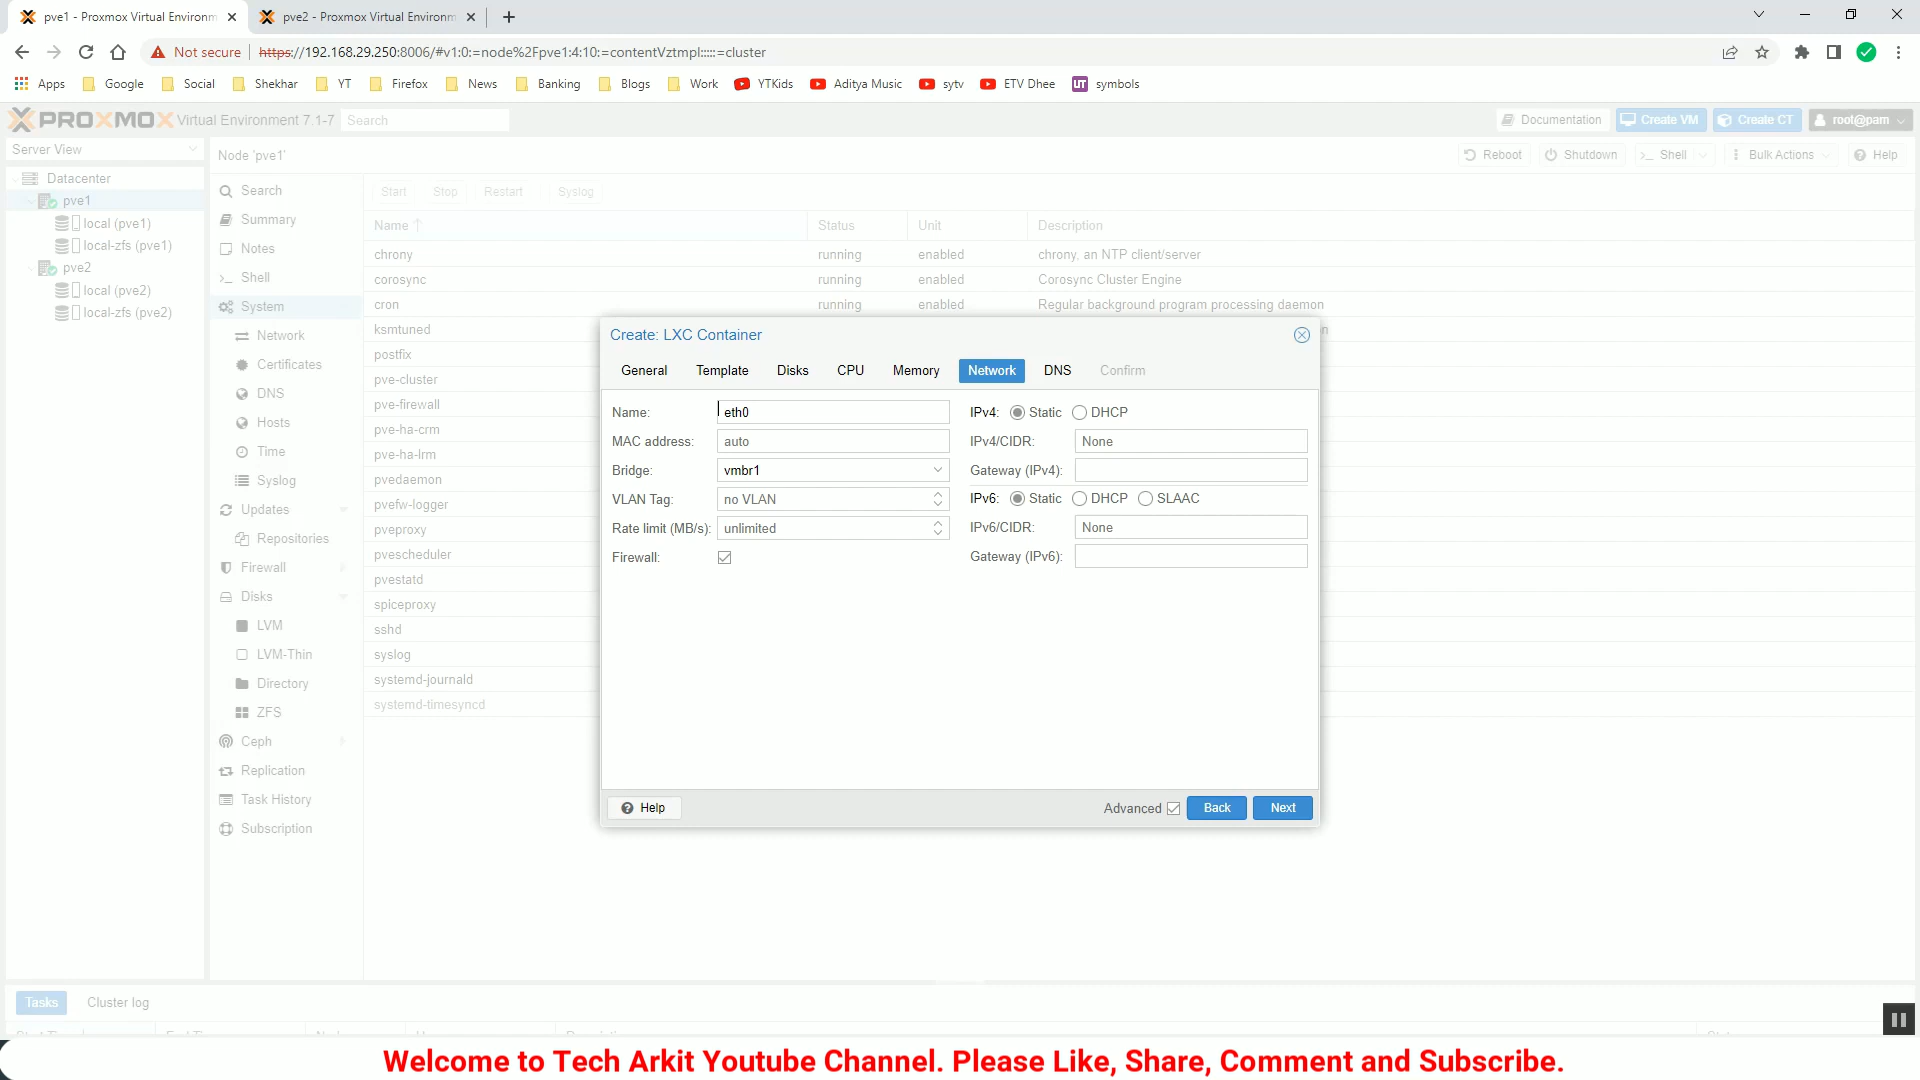 pve1 - Proxmox Virtual Environm
pve2 - Proxmox Virtual Environm
Not secure
https://192.168.29.250:8006/#v1:0:=node%2Fpve1:4:10:=contentVztmpl:::::=cluster
Apps Google Social Shekhar YT Firefox News Banking Blogs Work YTKids Aditya Music sytv ETV Dhee symbols
PROXMOX Virtual Environment 7.1-7 Search Documentation Create VM Create CT root@pam
Server View
Datacenter
pve1
local (pve1)
local-zfs (pve1)
pve2
local (pve2)
local-zfs (pve2)
Node 'pve1' Reboot Shutdown >_ Shell Bulk Actions Help
Search
Summary
Notes
>_ Shell
System
Network
Certificates
DNS
Hosts
Time
Syslog
Updates
Repositories
Firewall
Disks
LVM
LVM-Thin
Directory
ZFS
Ceph
Replication
Task History
Subscription
Start Stop Restart Syslog
Name Status Unit Description
chrony running enabled chrony, an NTP client/server
corosync running enabled Corosync Cluster Engine
cron running enabled Regular background program processing daemon
ksmtuned
postfix
pve-cluster
pve-firewall
pve-ha-crm
pve-ha-lrm
pvedaemon
pvefw-logger
pveproxy
pvescheduler
pvestatd
spiceproxy
sshd
syslog
systemd-journald
systemd-timesyncd
Create: LXC Container
General Template Disks CPU Memory Network DNS Confirm
Name: eth0
MAC address: auto
Bridge: vmbr1
VLAN Tag: no VLAN
Rate limit (MB/s): unlimited
Firewall:
IPv4: Static DHCP
IPv4/CIDR: None
Gateway (IPv4):
IPv6: Static DHCP SLAAC
IPv6/CIDR: None
Gateway (IPv6):
Help Advanced Back Next
Tasks Cluster log
Welcome to Tech Arkit Youtube Channel. Please Like, Share, Comment and Subscribe.